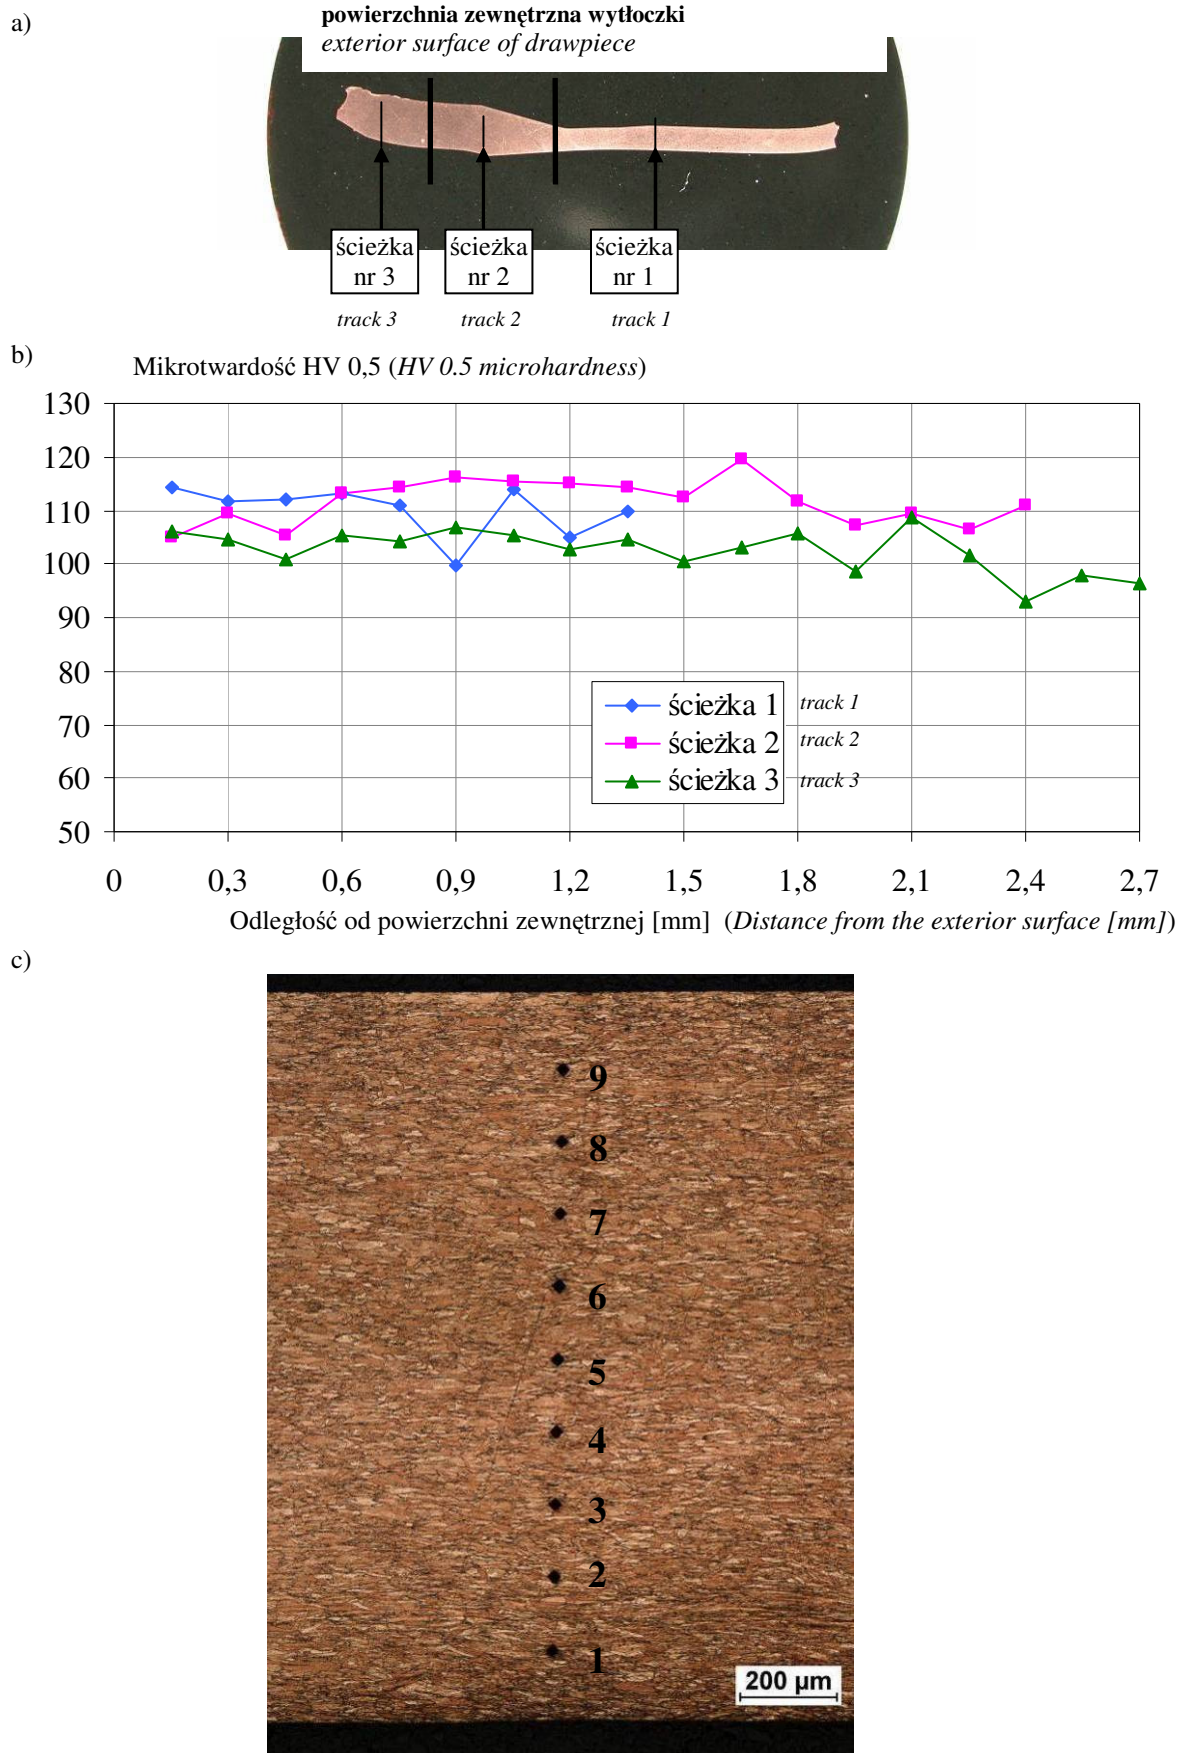 a)
powierzchnia zewnętrzna wytłoczki
exterior surface of drawpiece
ścieżka
nr 3
ścieżka
nr 2
ścieżka
nr 1
track 3
track 2
track 1
b)
Mikrotwardość HV 0,5 (HV 0.5 microhardness)
130
120
110
100
90
80
70
60
50
ścieżka 1 track 1
ścieżka 2 track 2
ścieżka 3 track 3
0 0,3 0,6 0,9 1,2 1,5 1,8 2,1 2,4 2,7
Odległość od powierzchni zewnętrznej [mm] (Distance from the exterior surface [mm])
c)
9
8
7
6
5
4
3
2
1
200 µm